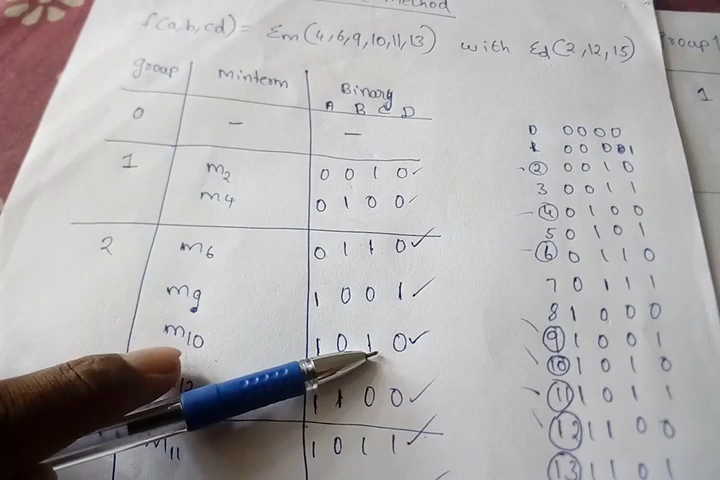 Method
f(a,b,cd) = Σm(4,6,9,10,11,13) with Σd(2,12,15)
group minterm Binary
A B C D
0 - -
1 m2 0 0 1 0 ✓
m4 0 1 0 0 ✓
2 m6 0 1 1 0 ✓
m9 1 0 0 1 ✓
m10 1 0 1 0 ✓
12 1 1 0 0 ✓
m11 1 0 1 1 ✓
0 0 0 0 0
1 0 0 0 1
2 0 0 1 0
3 0 0 1 1
4 0 1 0 0
5 0 1 0 1
6 0 1 1 0
7 0 1 1 1
8 1 0 0 0
9 1 0 0 1
10 1 0 1 0
11 1 0 1 1
12 1 1 0 0
13 1 1 0 1
Group
1